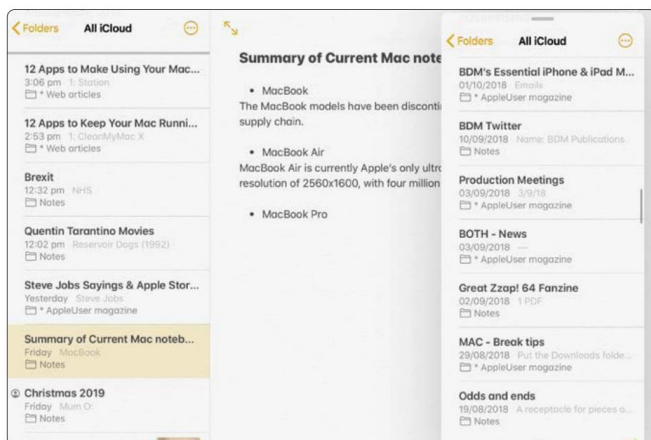 Folders All iCloud
12 Apps to Make Using Your Mac...
3:06 pm 1: Station
* Web articles
12 Apps to Keep Your Mac Runni...
2:53 pm 1: CleanMyMac X
* Web articles
Brexit
12:32 pm NHS
Notes
Quentin Tarantino Movies
12:02 pm Reservoir Dogs (1992)
Notes
Steve Jobs Sayings & Apple Stor...
Yesterday Steve Jobs
* AppleUser magazine
Summary of Current Mac noteb...
Friday MacBook
Notes
Christmas 2019
Friday Mum O:
Notes
Summary of Current Mac note
• MacBook
The MacBook models have been disconti
supply chain.
• MacBook Air
MacBook Air is currently Apple's only ultra
resolution of 2560x1600, with four million
• MacBook Pro
Folders All iCloud
BDM's Essential iPhone & iPad M...
01/10/2018 Emails
* AppleUser magazine
BDM Twitter
10/09/2018 Name: BDM Publications
Notes
Production Meetings
03/09/2018 3/9/18
* AppleUser magazine
BOTH - News
03/09/2018 —
* AppleUser magazine
Great Zzap! 64 Fanzine
02/09/2018 1 PDF
Notes
MAC - Break tips
29/08/2018 Put the Downloads folde...
* AppleUser magazine
Odds and ends
19/08/2018 A receptacle for pieces o...
Notes